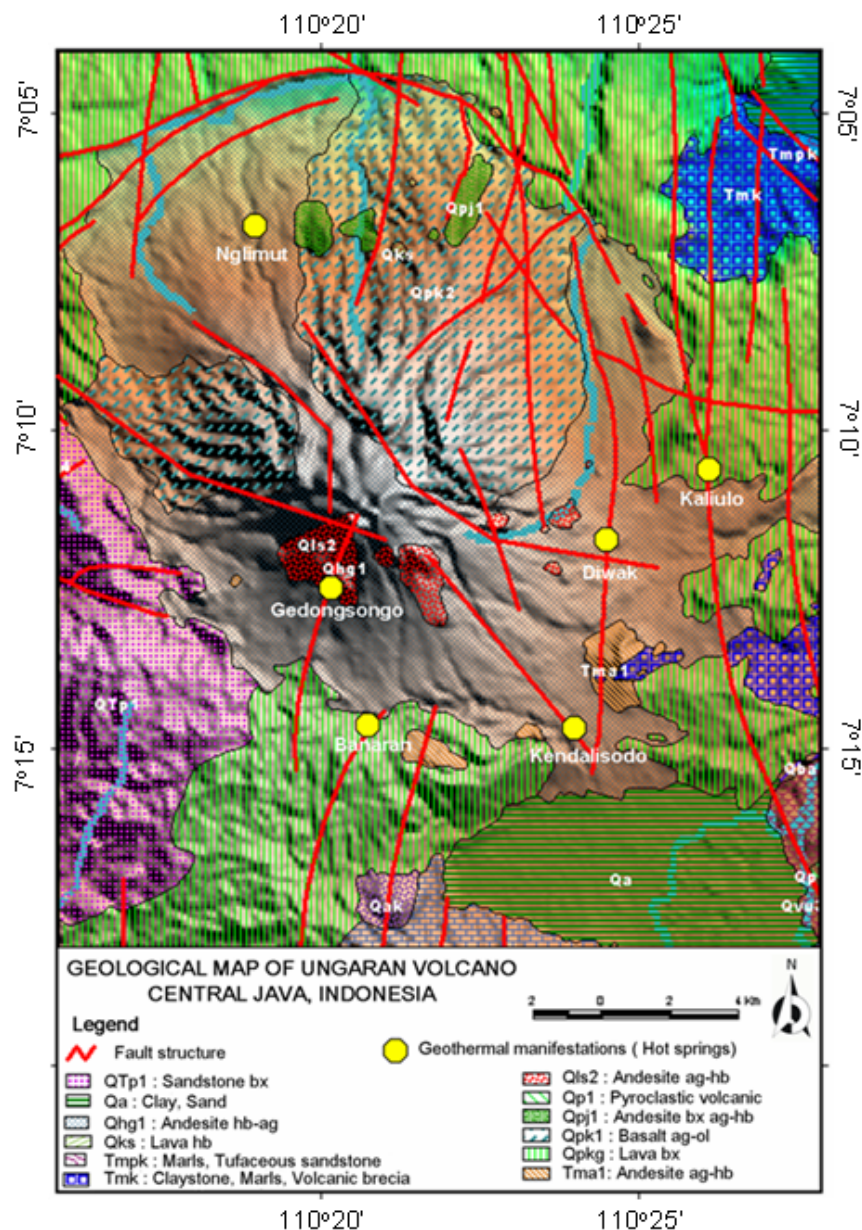 110°20' 110°25'
7°05' 7°05'
Tmpk
Tmk
Qpj1
Nglimut
Qks
Qpk2
7°10' 7°10'
Kaliulo
Qls2
Diwak
Qhg1
Gedongsongo
Tma1
QTp1
Banaran
7°15' Kendalisodo 7°15'
Qba
Qa
Qp
Qak
Qvu
GEOLOGICAL MAP OF UNGARAN VOLCANO
CENTRAL JAVA, INDONESIA
N
2 0 2 4 Km
Legend
Fault structure
Geothermal manifestations ( Hot springs)
QTp1 : Sandstone bx
Qa : Clay, Sand
Qhg1 : Andesite hb-ag
Qks : Lava hb
Tmpk : Marls, Tufaceous sandstone
Tmk : Claystone, Marls, Volcanic brecia
Qls2 : Andesite ag-hb
Qp1 : Pyroclastic volcanic
Qpj1 : Andesite bx ag-hb
Qpk1 : Basalt ag-ol
Qpkg : Lava bx
Tma1: Andesite ag-hb
110°20' 110°25'